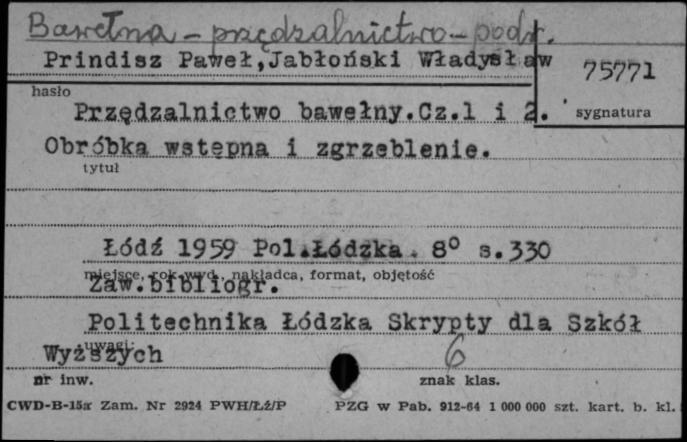 Bawełna - przędzalnictwo - podr.
Prindisz Paweł,Jabłoński Władysław
75771
hasło
Przędzalnictwo bawełny.Cz.1 i 2.
sygnatura
Obróbka wstępna i zgrzeblenie.
tytuł
Łódź 1959 Pol.Łódzka. 8° s.330
miejsce, rok wyd., nakładca, format, objętość
Zaw.bibliogr.
Politechnika Łódzka Skrypty dla Szkół
uwagi:
Wyższych
6
nr inw.
znak klas.
CWD-B-15a Zam. Nr 2924 PWH/Łź/P PZG w Pab. 912-64 1 000 000 szt. kart. b. kl.